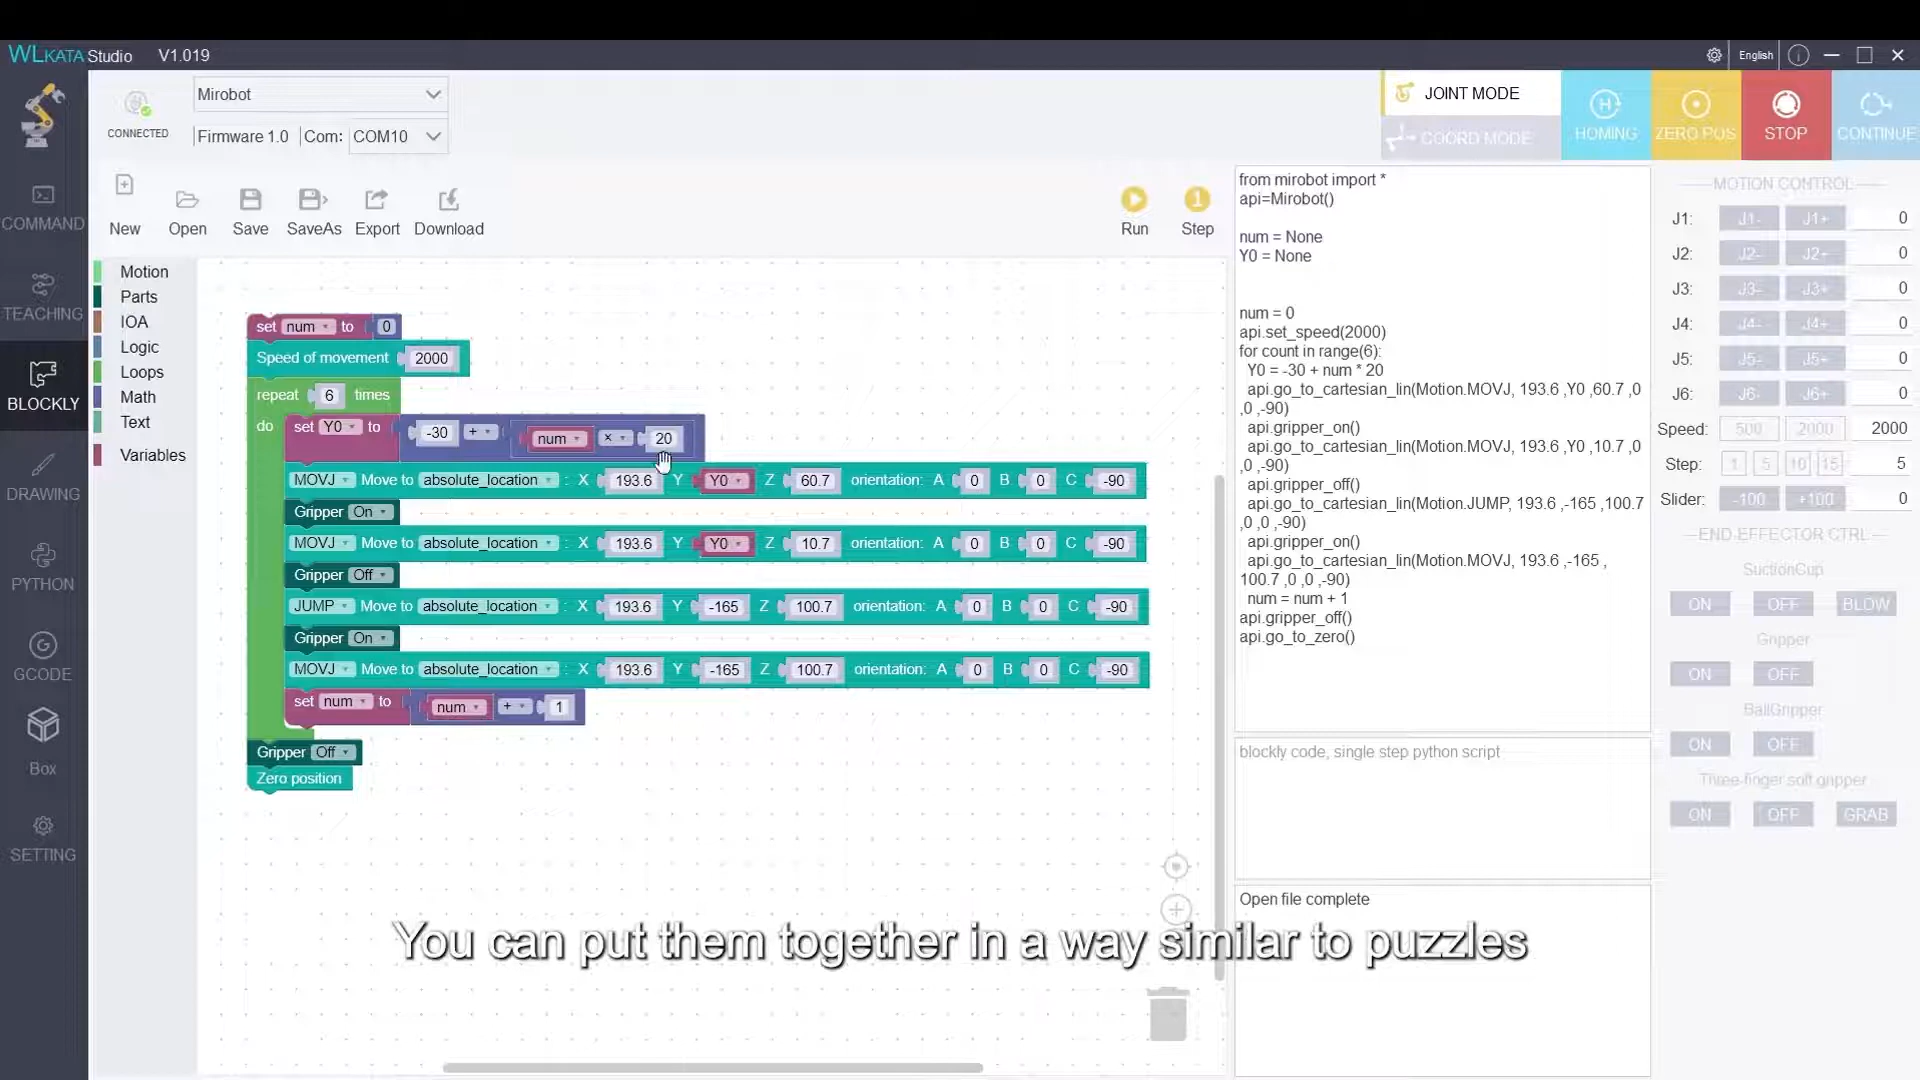 WLKATA Studio V1.019
English
CONNECTED
Mirobot
Firmware 1.0 Com: COM10
JOINT MODE
COORD MODE
HOMING
ZERO POS
STOP
CONTINUE
COMMAND
TEACHING
BLOCKLY
DRAWING
PYTHON
GCODE
Box
SETTING
New
Open
Save
SaveAs
Export
Download
Run
1
Step
Motion
Parts
IOA
Logic
Loops
Math
Text
Variables
set num to 0
Speed of movement 2000
repeat 6 times
do set Y0 to -30 + num × 20
MOVJ Move to absolute_location : X 193.6 Y Y0 Z 60.7 orientation: A 0 B 0 C -90
Gripper On
MOVJ Move to absolute_location : X 193.6 Y Y0 Z 10.7 orientation: A 0 B 0 C -90
Gripper Off
JUMP Move to absolute_location : X 193.6 Y -165 Z 100.7 orientation: A 0 B 0 C -90
Gripper On
MOVJ Move to absolute_location : X 193.6 Y -165 Z 100.7 orientation: A 0 B 0 C -90
set num to num + 1
Gripper Off
Zero position
from mirobot import *
api=Mirobot()
num = None
Y0 = None
num = 0
api.set_speed(2000)
for count in range(6):
Y0 = -30 + num * 20
api.go_to_cartesian_lin(Motion.MOVJ, 193.6 ,Y0 ,60.7 ,0
,0 ,-90)
api.gripper_on()
api.go_to_cartesian_lin(Motion.MOVJ, 193.6 ,Y0 ,10.7 ,0
,0 ,-90)
api.gripper_off()
api.go_to_cartesian_lin(Motion.JUMP, 193.6 ,-165 ,100.7
,0 ,0 ,-90)
api.gripper_on()
api.go_to_cartesian_lin(Motion.MOVJ, 193.6 ,-165 ,
100.7 ,0 ,0 ,-90)
num = num + 1
api.gripper_off()
api.go_to_zero()
blockly code, single step python script
Open file complete
MOTION CONTROL
J1: J1- J1+ 0
J2: J2- J2+ 0
J3: J3- J3+ 0
J4: J4- J4+ 0
J5: J5- J5+ 0
J6: J6- J6+ 0
Speed: 500 2000 2000
Step: 1 5 10 15 5
Slider: -100 +100 0
END EFFECTOR CTRL
SuctionCup
ON OFF BLOW
Gripper
ON OFF
BallGripper
ON OFF
Three-finger soft gripper
ON OFF GRAB
You can put them together in a way similar to puzzles